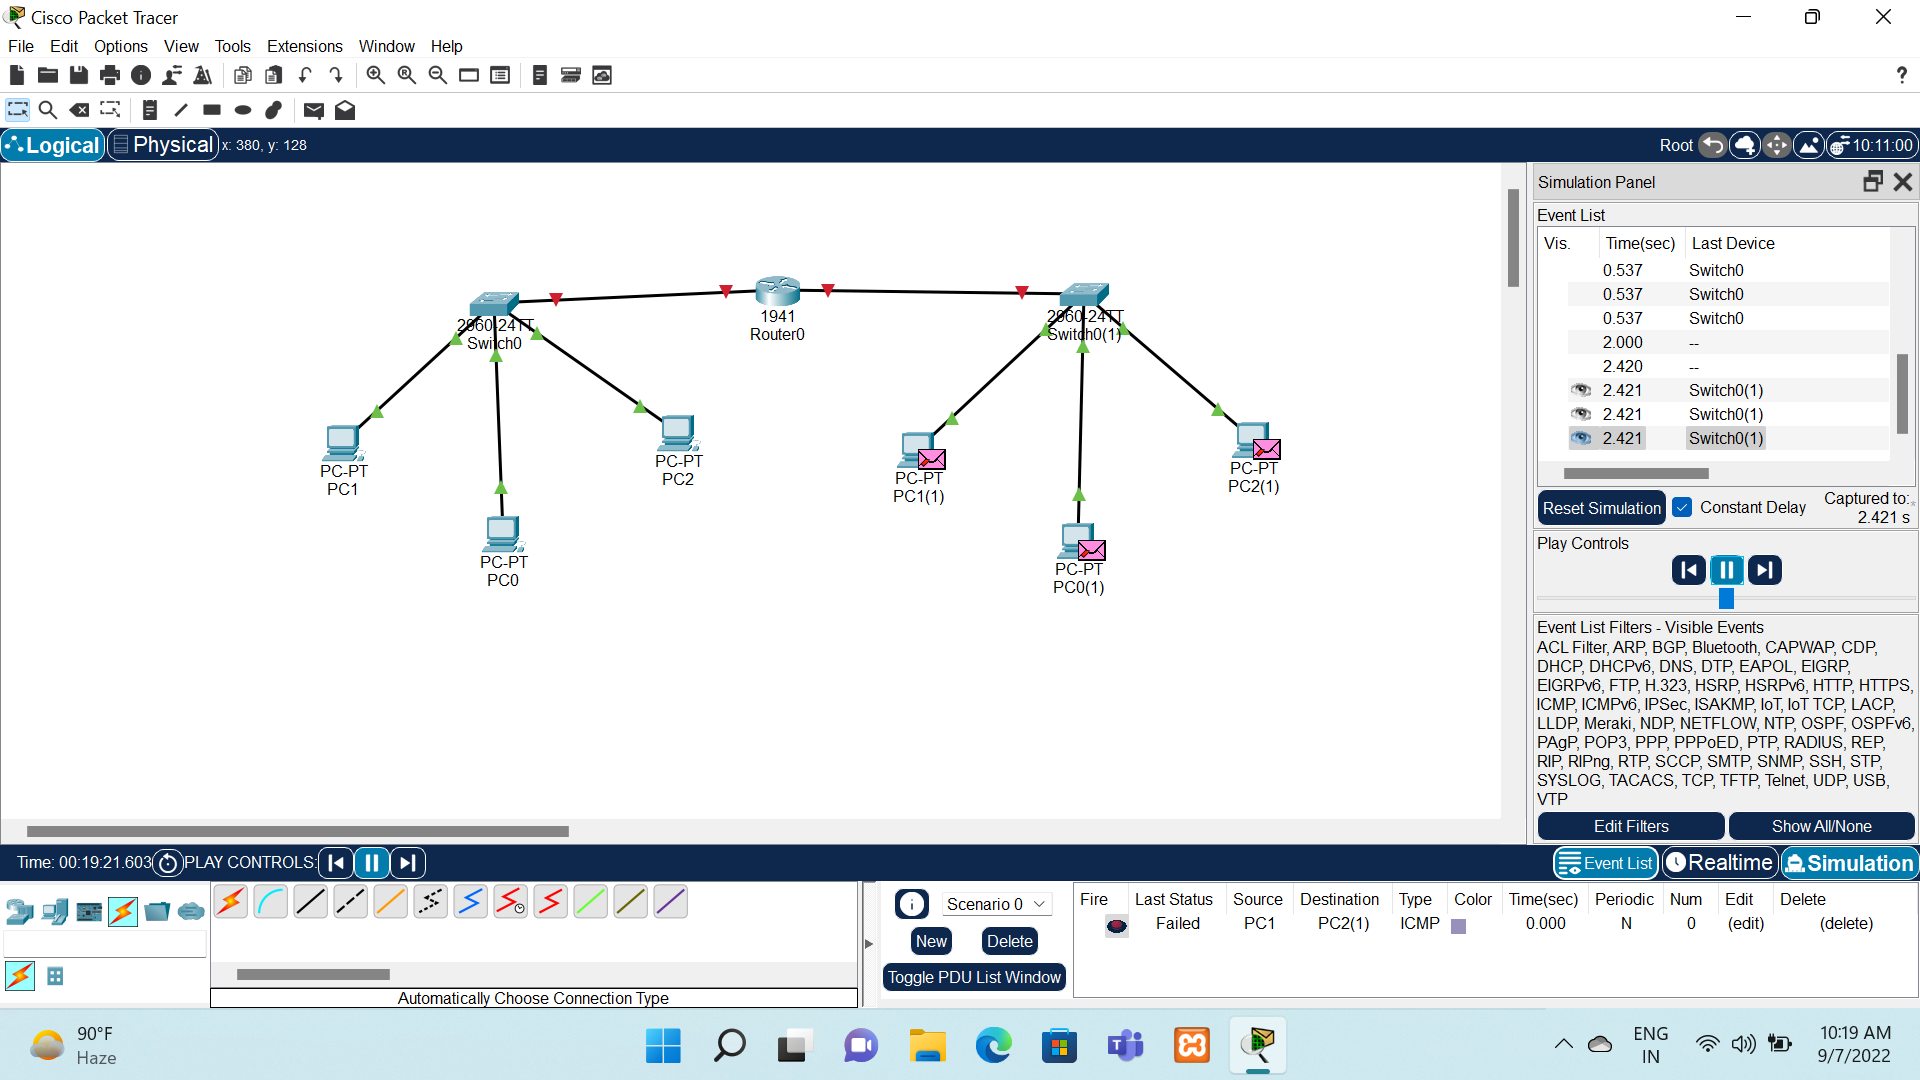 Cisco Packet Tracer
File Edit Options View Tools Extensions Window Help
?
Logical Physical x: 380, y: 128 Root 10:11:00
1941
Router0
2960-24TT
Switch0
2960-24TT
Switch0(1)
PC-PT
PC1
PC-PT
PC2
PC-PT
PC0
PC-PT
PC1(1)
PC-PT
PC2(1)
PC-PT
PC0(1)
Simulation Panel
Event List
Vis. Time(sec) Last Device
0.537 Switch0
0.537 Switch0
0.537 Switch0
2.000 --
2.420 --
2.421 Switch0(1)
2.421 Switch0(1)
2.421 Switch0(1)
Reset Simulation Constant Delay Captured to:
2.421 s
Play Controls
Event List Filters - Visible Events
ACL Filter, ARP, BGP, Bluetooth, CAPWAP, CDP,
DHCP, DHCPv6, DNS, DTP, EAPOL, EIGRP,
EIGRPv6, FTP, H.323, HSRP, HSRPv6, HTTP, HTTPS,
ICMP, ICMPv6, IPSec, ISAKMP, IoT, IoT TCP, LACP,
LLDP, Meraki, NDP, NETFLOW, NTP, OSPF, OSPFv6,
PAgP, POP3, PPP, PPPoED, PTP, RADIUS, REP,
RIP, RIPng, RTP, SCCP, SMTP, SNMP, SSH, STP,
SYSLOG, TACACS, TCP, TFTP, Telnet, UDP, USB,
VTP
Edit Filters Show All/None
Time: 00:19:21.603 PLAY CONTROLS: Event List Realtime Simulation
Automatically Choose Connection Type
Scenario 0
New Delete
Toggle PDU List Window
Fire Last Status Source Destination Type Color Time(sec) Periodic Num Edit Delete
Failed PC1 PC2(1) ICMP 0.000 N 0 (edit) (delete)
90°F
Haze
ENG
IN
10:19 AM
9/7/2022